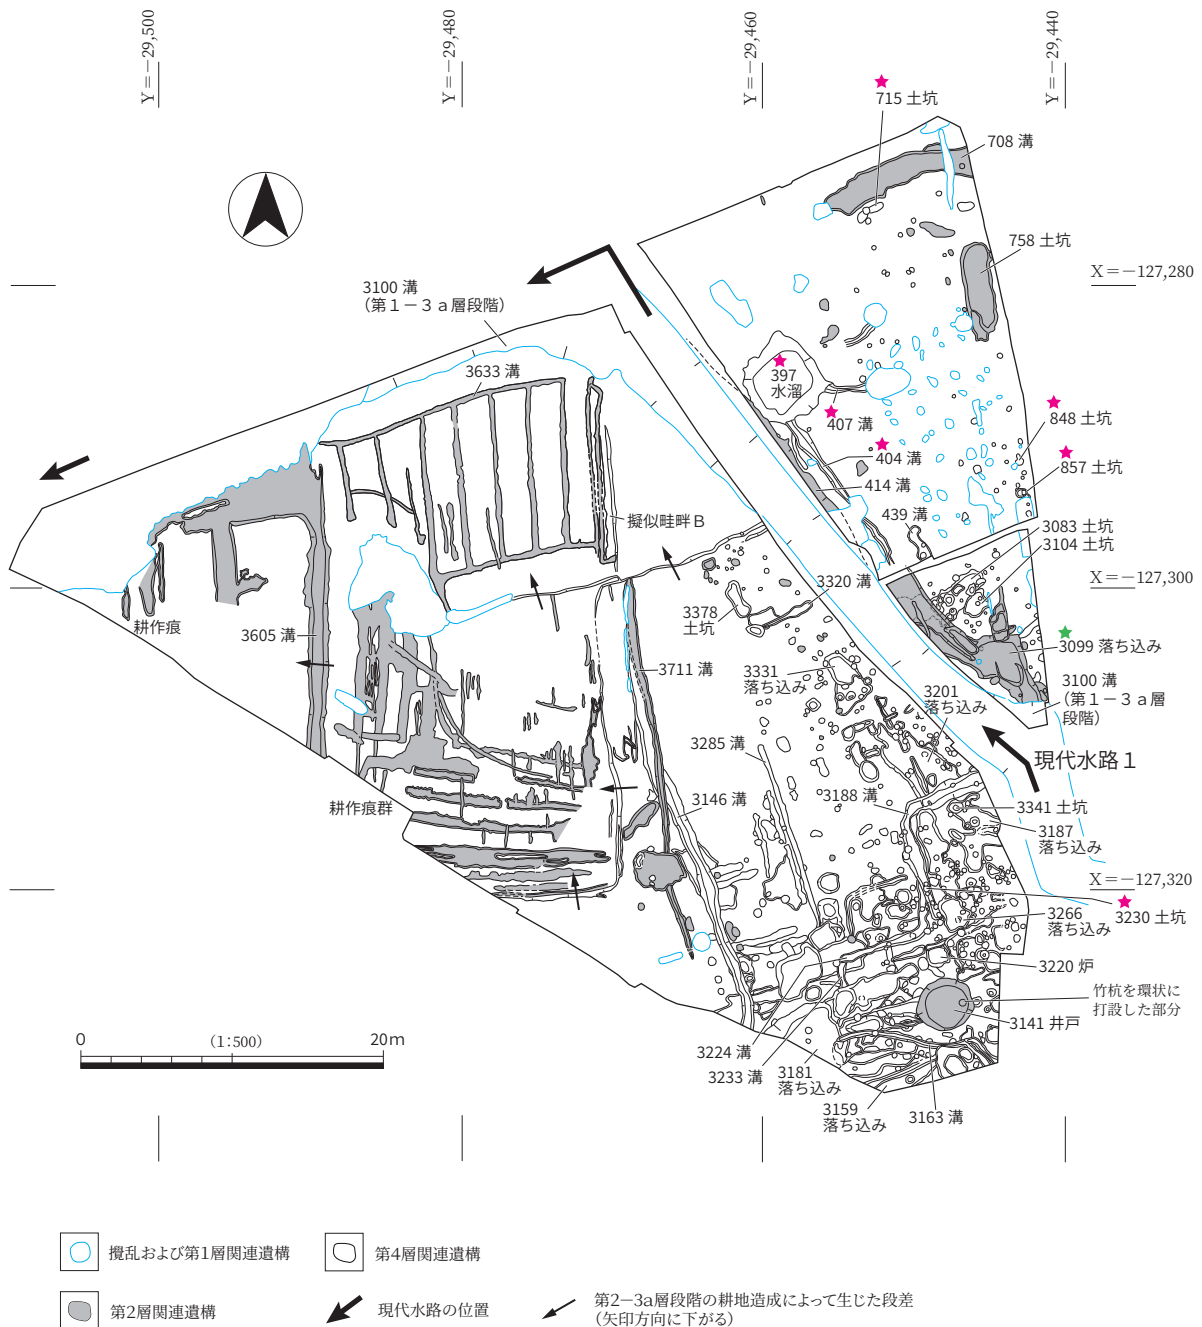 Y=－29,500
Y=－29,480
Y=－29,460
Y=－29,440
715 土坑
708 溝
758 土坑
X=－127,280
3100 溝
（第１－３ａ層段階）
3633 溝
397
水溜
407 溝
848 土坑
404 溝
857 土坑
414 溝
439 溝
擬似畦畔Ｂ
3083 土坑
3104 土坑
3320 溝
X=－127,300
3378
土坑
耕作痕
3605 溝
3099 落ち込み
3711 溝
3331
落ち込み
3100 溝
（第１－３ａ層
段階）
3201
落ち込み
3285 溝
現代水路１
3146 溝
3188 溝
耕作痕群
3341 土坑
3187
落ち込み
X=－127,320
3230 土坑
3266
落ち込み
3220 炉
竹杭を環状に
打設した部分
3141 井戸
0
（1：500）
20m
3224 溝
3233 溝
3181
落ち込み
3159
落ち込み
3163 溝
攪乱および第1層関連遺構
第4層関連遺構
第2層関連遺構
現代水路の位置
第2－3a層段階の耕地造成によって生じた段差
（矢印方向に下がる）